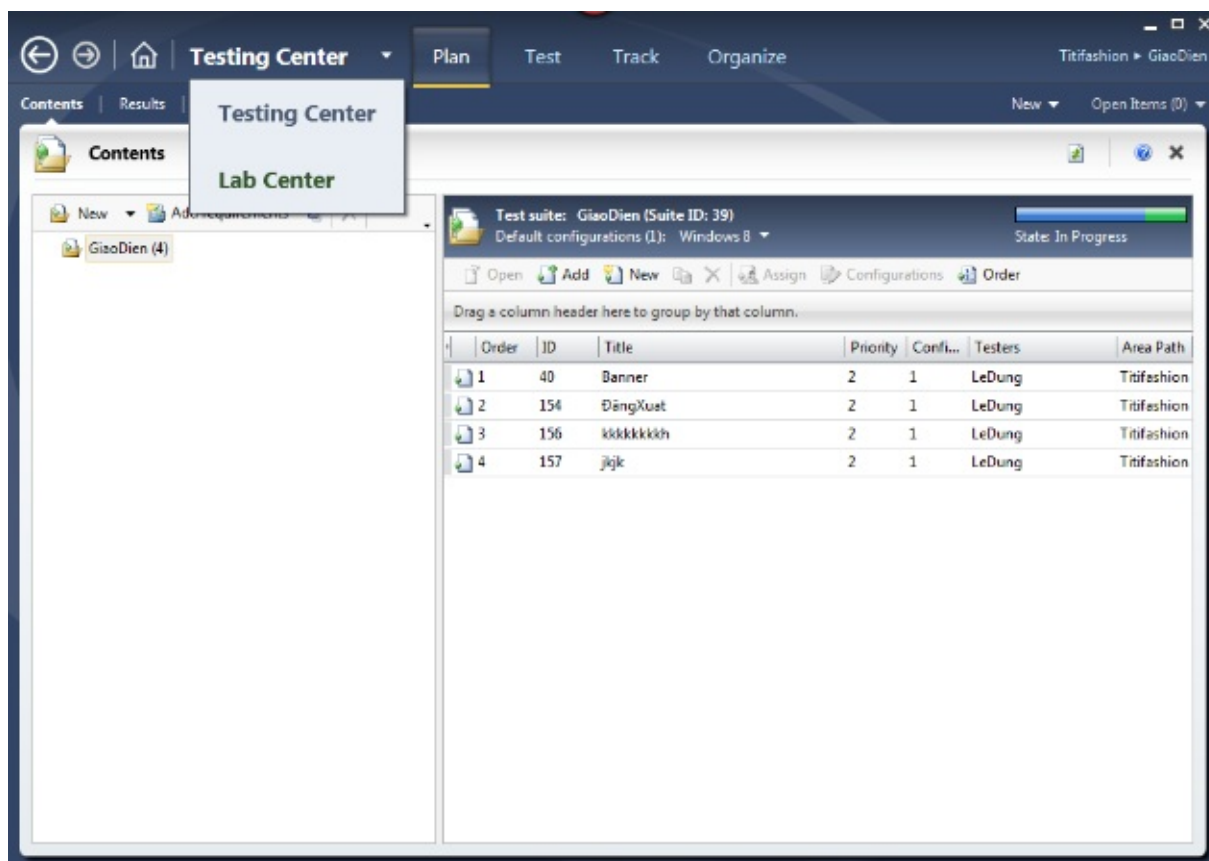 Testing Center Plan Test Track Organize Titifashion ▸ GiaoDien
Contents | Results | New Open Items (0)
Testing Center
Lab Center
Contents
New Add requirements
GiaoDien (4)
Test suite: GiaoDien (Suite ID: 39)
Default configurations (1): Windows 8 State: In Progress
Open Add New Assign Configurations Order
Drag a column header here to group by that column.
Order ID Title Priority Confi... Testers Area Path
1 40 Banner 2 1 LeDung Titifashion
2 154 ĐăngXuat 2 1 LeDung Titifashion
3 156 2 1 LeDung Titifashion
4 157 2 1 LeDung Titifashion